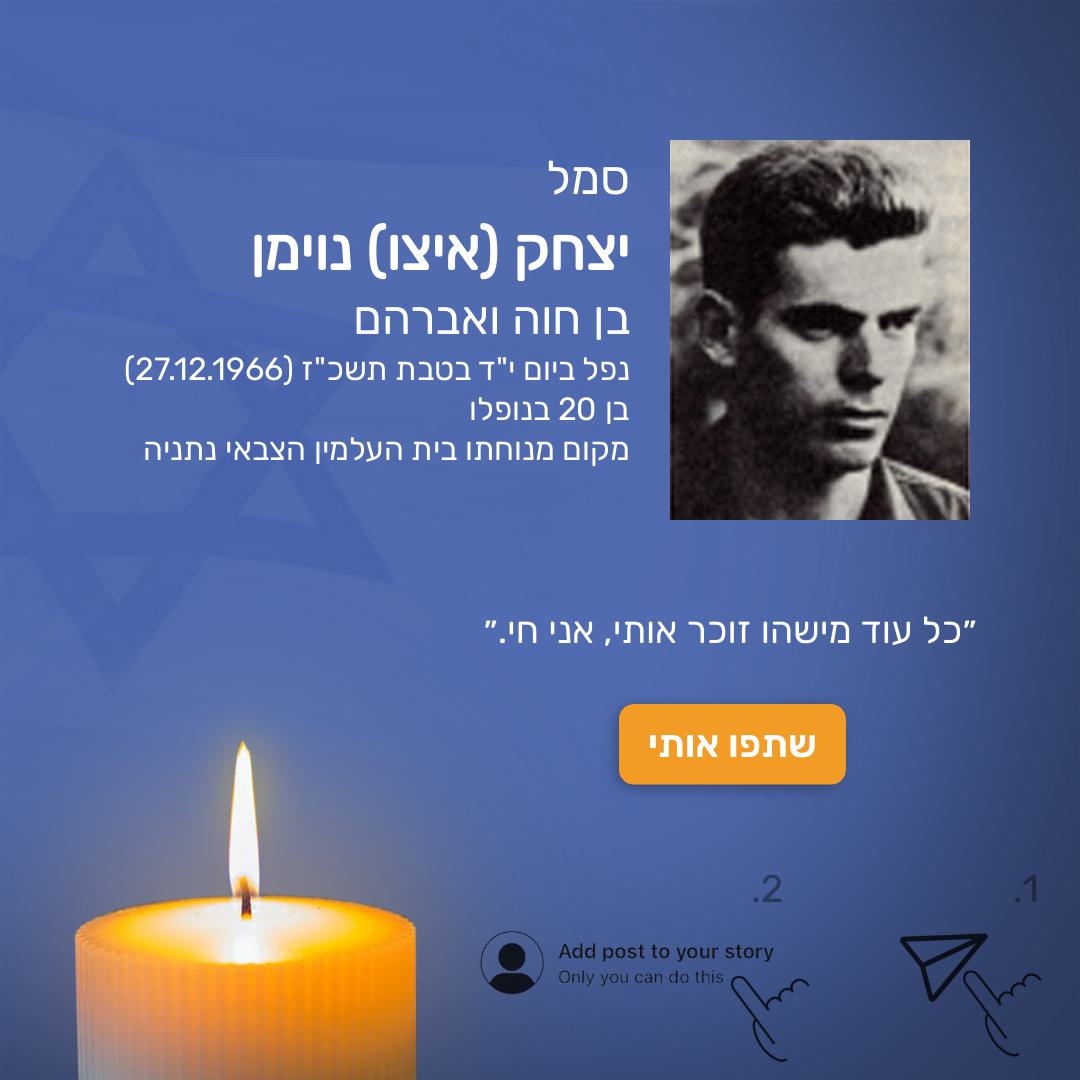 סמל
יצחק (איצו) נוימן
בן חוה ואברהם
נפל ביום י"ד בטבת תשכ"ז (27.12.1966)
בן 20 בנופלו
מקום מנוחתו בית העלמין הצבאי נתניה
״כל עוד מישהו זוכר אותי, אני חי.״
שתפו אותי
.1
.2
Add post to your story
Only you can do this